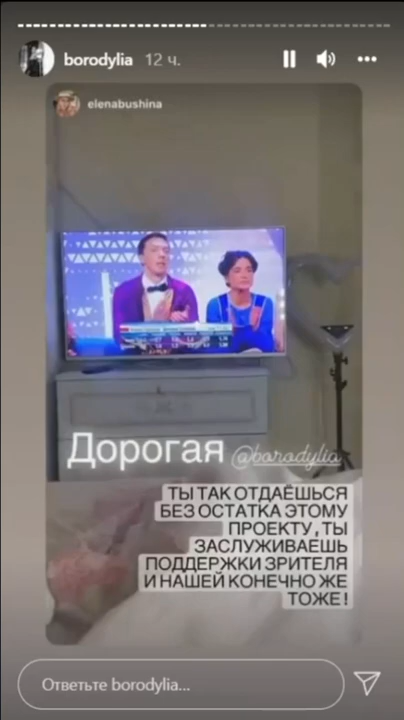 borodylia 12 ч.
elenabushina
Дорогая @borodylia
ТЫ ТАК ОТДАЁШЬСЯ
БЕЗ ОСТАТКА ЭТОМУ
ПРОЕКТУ , ТЫ
ЗАСЛУЖИВАЕШЬ
ПОДДЕРЖКИ ЗРИТЕЛЯ
И НАШЕЙ КОНЕЧНО ЖЕ
ТОЖЕ !
Ответьте borodylia...